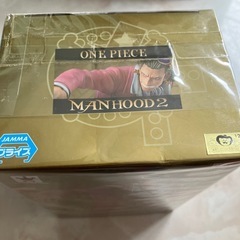 ONE PIECE
MANHOOD 2
JAMMA
プライズ